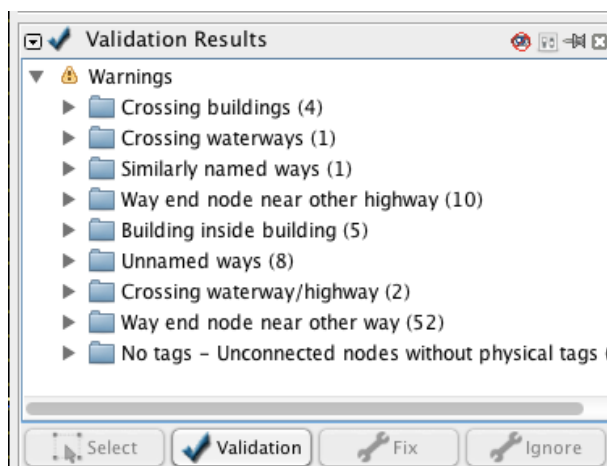 Validation Results
Warnings
Crossing buildings (4)
Crossing waterways (1)
Similarly named ways (1)
Way end node near other highway (10)
Building inside building (5)
Unnamed ways (8)
Crossing waterway/highway (2)
Way end node near other way (52)
No tags – Unconnected nodes without physical tags (
Select Validation Fix Ignore